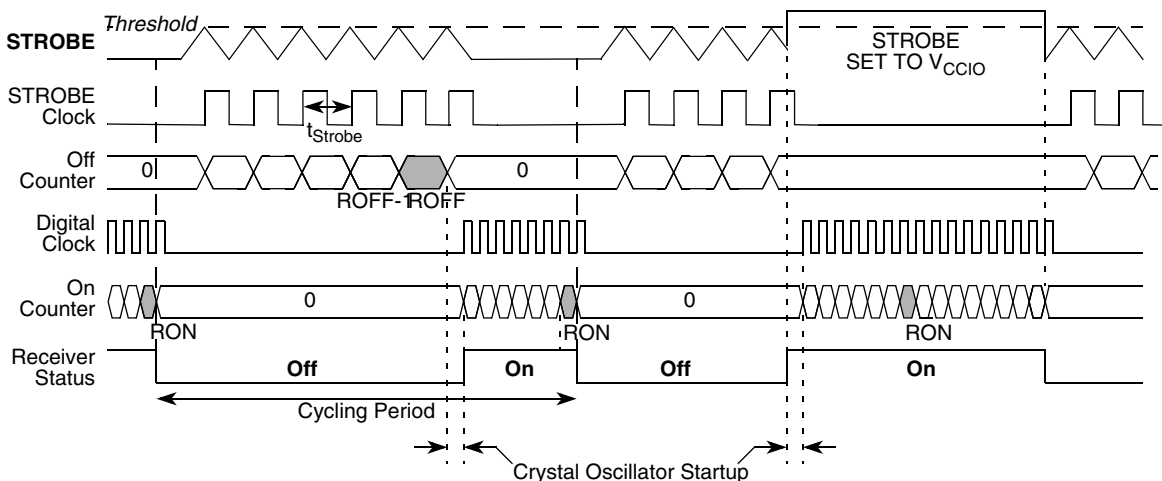 Threshold
STROBE
STROBE
SET TO VCCIO
STROBE
Clock
tStrobe
Off
Counter
0
0
ROFF-1
ROFF
Digital
Clock
On
Counter
0
0
RON
RON
RON
Receiver
Status
Off
On
Off
On
Cycling Period
Crystal Oscillator Startup